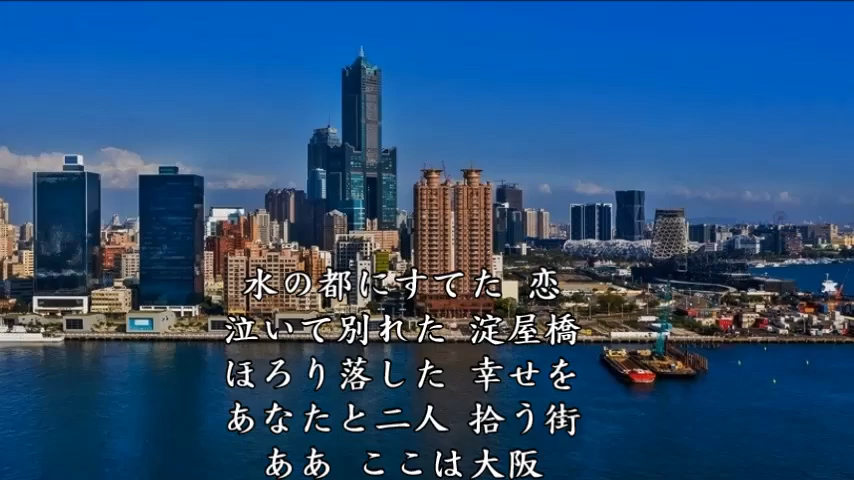 水の都にすてた 恋
泣いて別れた 淀屋橋
ほろり落した 幸せを
あなたと二人 拾う街
ああ ここは大阪